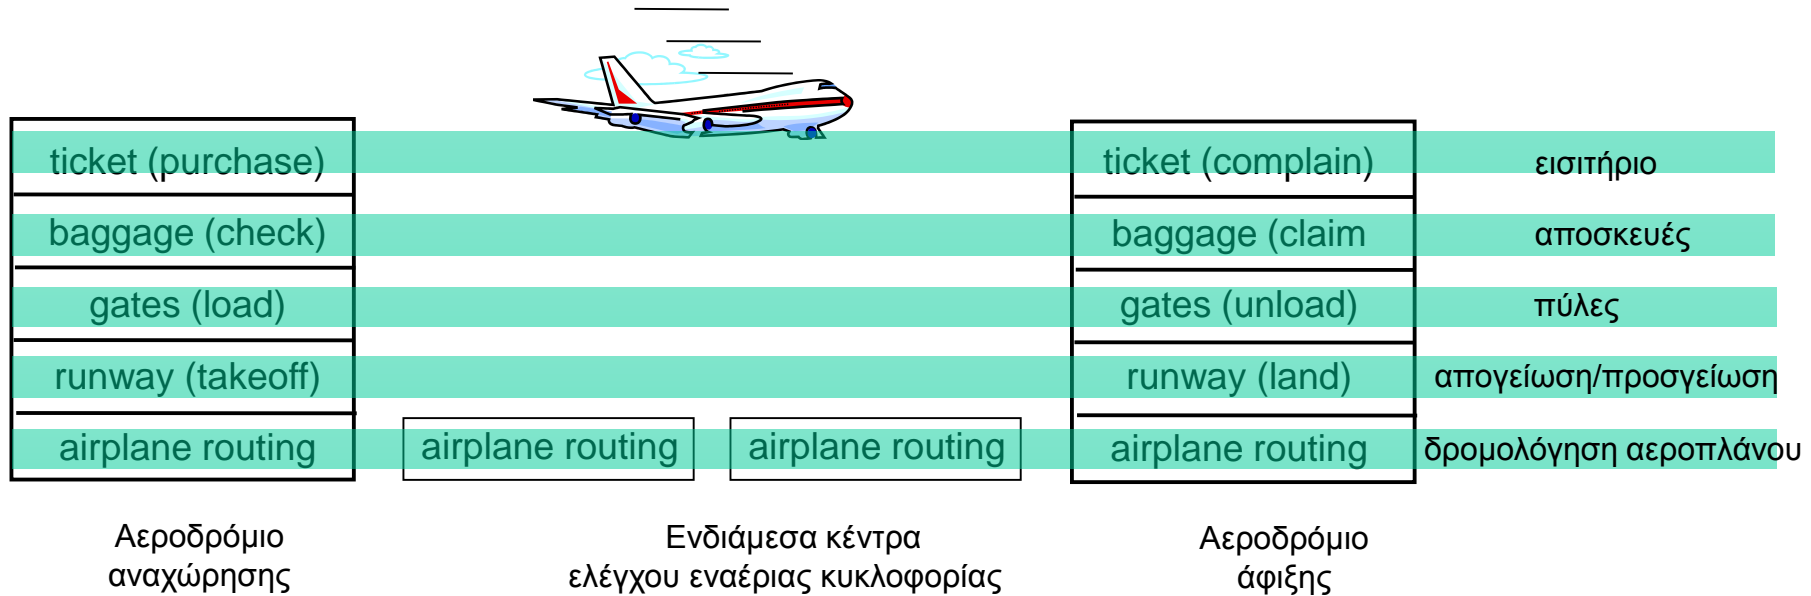 ticket (purchase)
ticket (complain)
εισιτήριο
baggage (check)
baggage (claim
αποσκευές
gates (load)
gates (unload)
πύλες
runway (takeoff)
runway (land)
απογείωση/προσγείωση
airplane routing
airplane routing
airplane routing
airplane routing
δρομολόγηση αεροπλάνου
Αεροδρόμιο
αναχώρησης
Ενδιάμεσα κέντρα
ελέγχου εναέριας κυκλοφορίας
Αεροδρόμιο
άφιξης